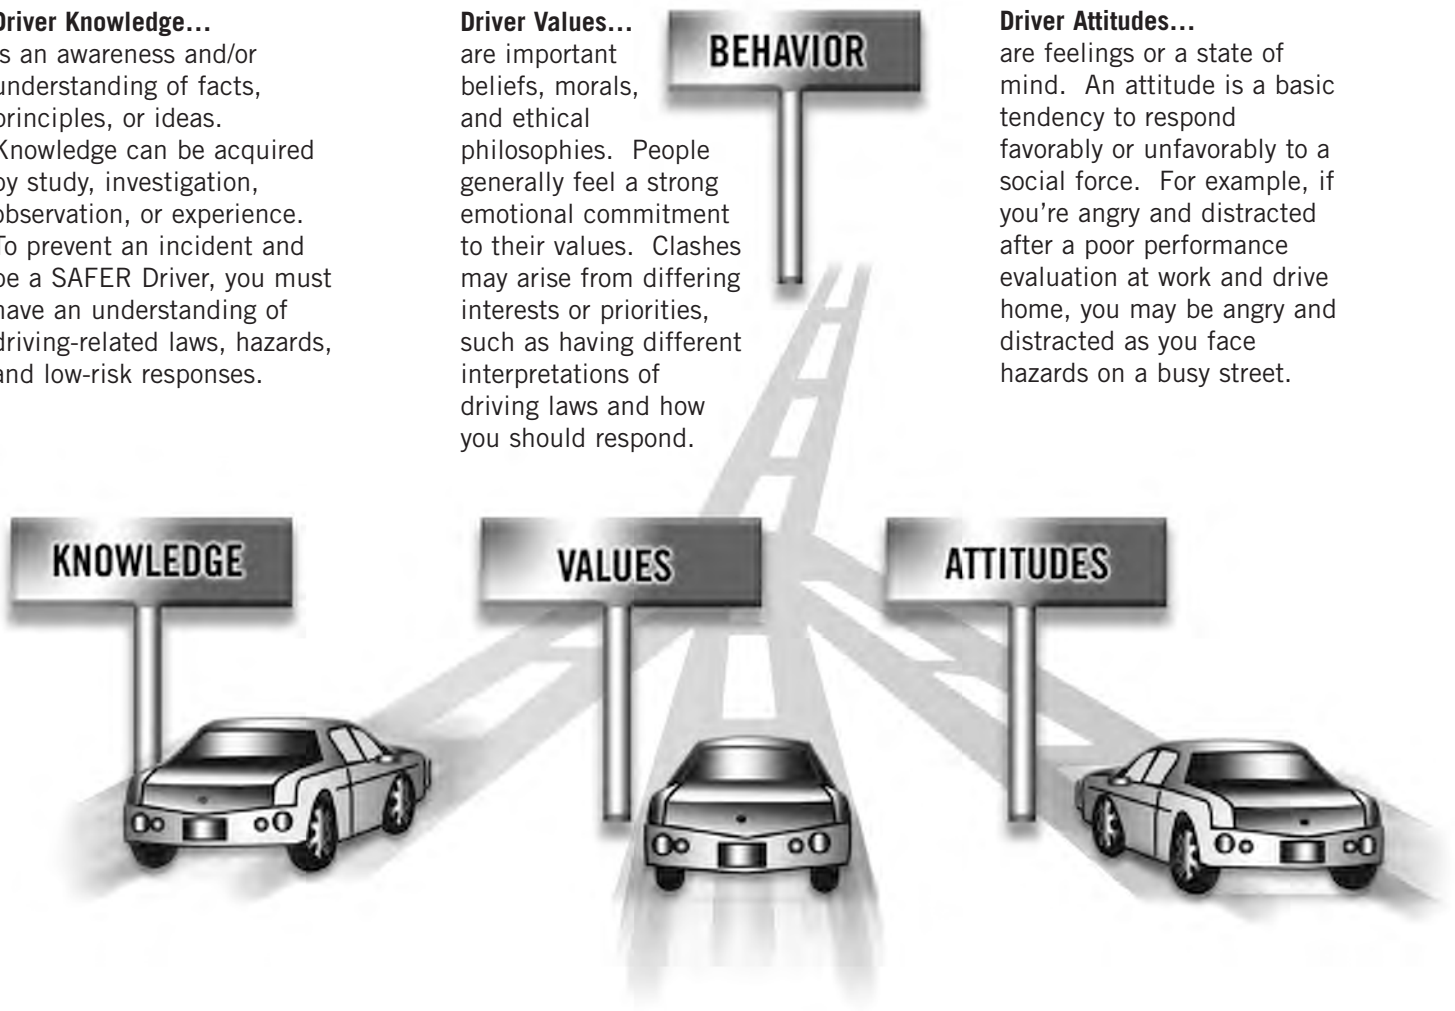 Driver Knowledge…
is an awareness and/or
understanding of facts,
principles, or ideas.
Knowledge can be acquired
by study, investigation,
observation, or experience.
To prevent an incident and
be a SAFER Driver, you must
have an understanding of
driving-related laws, hazards,
and low-risk responses.
Driver Values…
are important
beliefs, morals,
and ethical
philosophies. People
generally feel a strong
emotional commitment
to their values. Clashes
may arise from differing
interests or priorities,
such as having different
interpretations of
driving laws and how
you should respond.
BEHAVIOR
Driver Attitudes…
are feelings or a state of
mind. An attitude is a basic
tendency to respond
favorably or unfavorably to a
social force. For example, if
you're angry and distracted
after a poor performance
evaluation at work and drive
home, you may be angry and
distracted as you face
hazards on a busy street.
KNOWLEDGE
VALUES
ATTITUDES